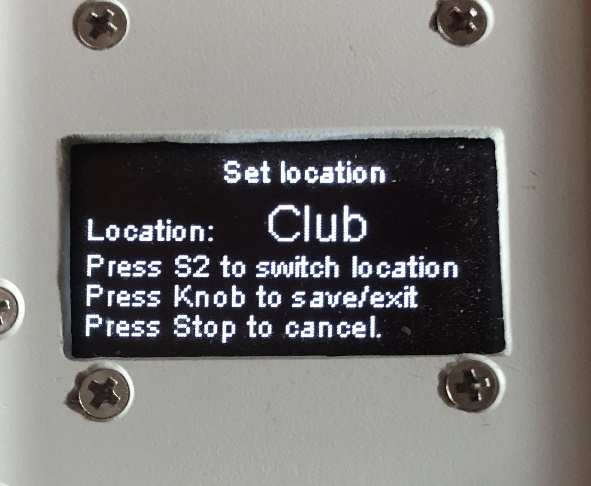 Set location
Location: Club
Press S2 to switch location
Press Knob to save/exit
Press Stop to cancel.